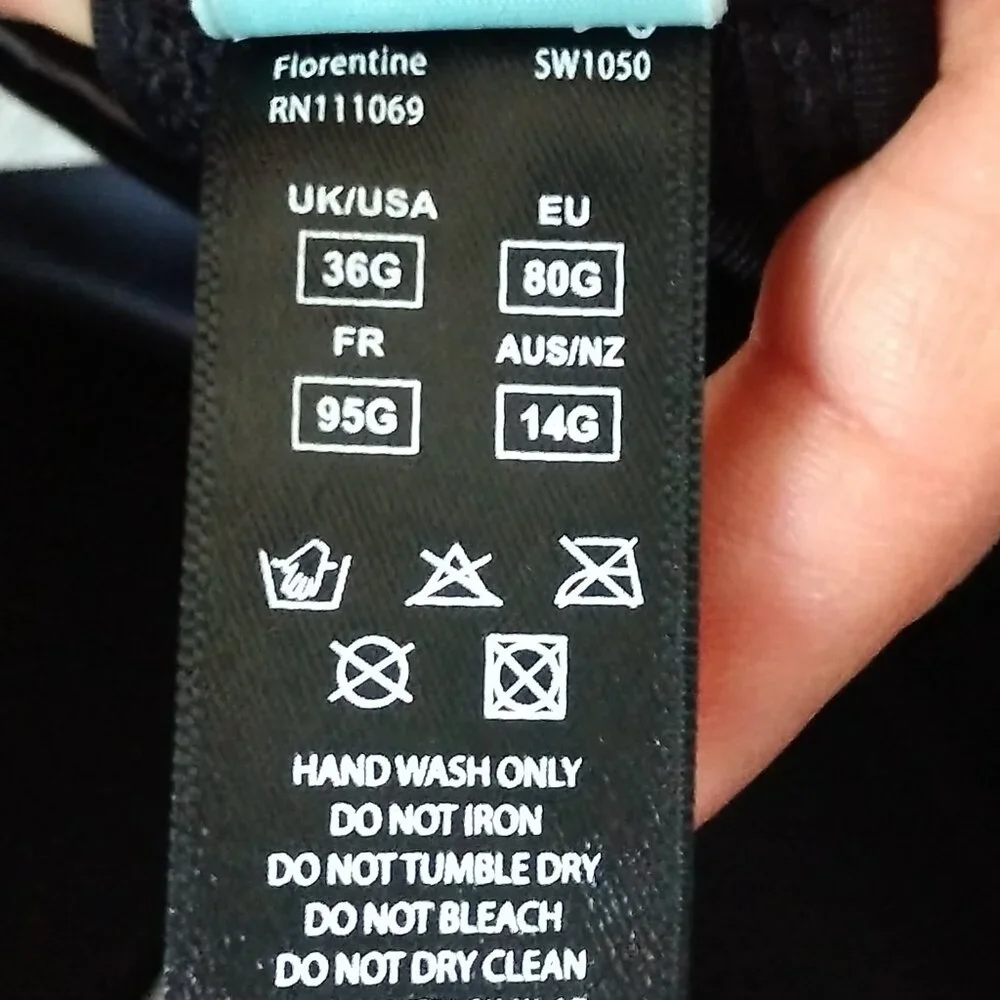 Florentine SW1050
RN111069
UK/USA EU
36G 80G
FR AUS/NZ
95G 14G
HAND WASH ONLY
DO NOT IRON
DO NOT TUMBLE DRY
DO NOT BLEACH
DO NOT DRY CLEAN